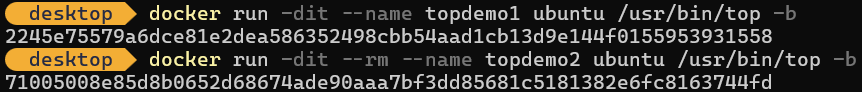 desktop docker run -dit --name topdemo1 ubuntu /usr/bin/top -b
2245e75579a6dce81e2dea586352498cbb54aad1cb13d9e144f0155953931558
desktop docker run -dit --rm --name topdemo2 ubuntu /usr/bin/top -b
71005008e85d8b0652d68674ade90aaa7bf3dd85681c5181382e6fc8163744fd